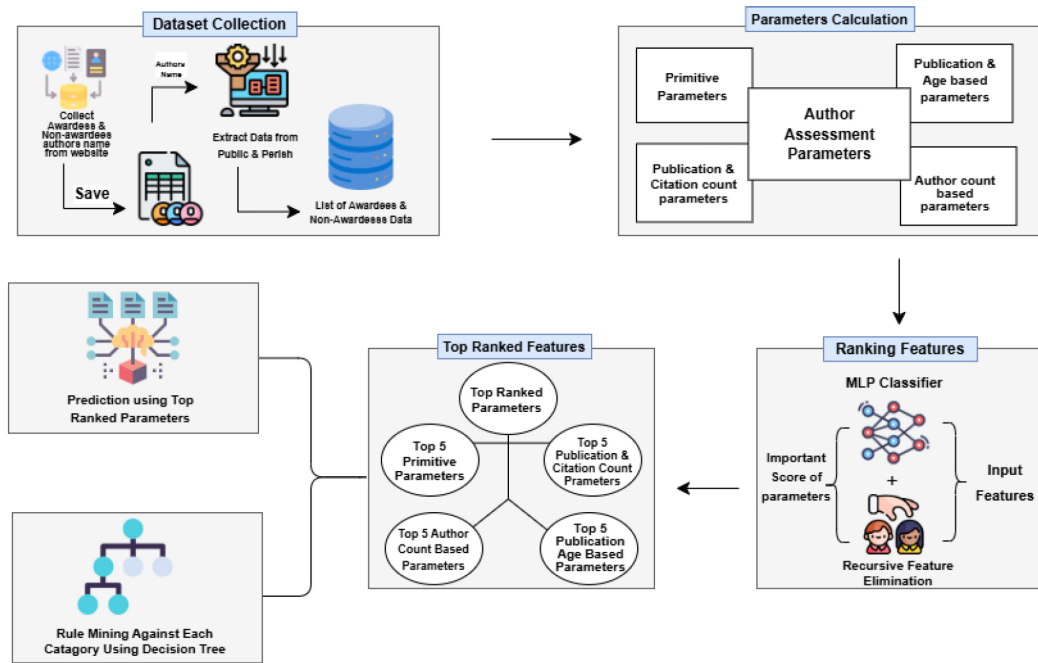 Dataset Collection
Authors
Name
Collect
Awardess &
Non-awardees
authors name
from website
Save
Extract Data from
Public & Perish
List of Awardees &
Non-Awardesss Data
Parameters Calculation
Primitive
Parameters
Publication &
Age based
parameters
Author
Assessment
Parameters
Publication &
Citation count
parameters
Author count
based
parameters
Ranking Features
MLP Classifier
Important
Score of
parameters
+
Input
Features
Recursive Feature
Elimination
Top Ranked Features
Top Ranked
Parameters
Top 5
Primitive
Parameters
Top 5
Publication &
Citation Count
Prameters
Top 5 Author
Count Based
Parameters
Top 5
Publication
Age Based
Parameters
Prediction using Top
Ranked Parameters
Rule Mining Against Each
Catagory Using Decision Tree